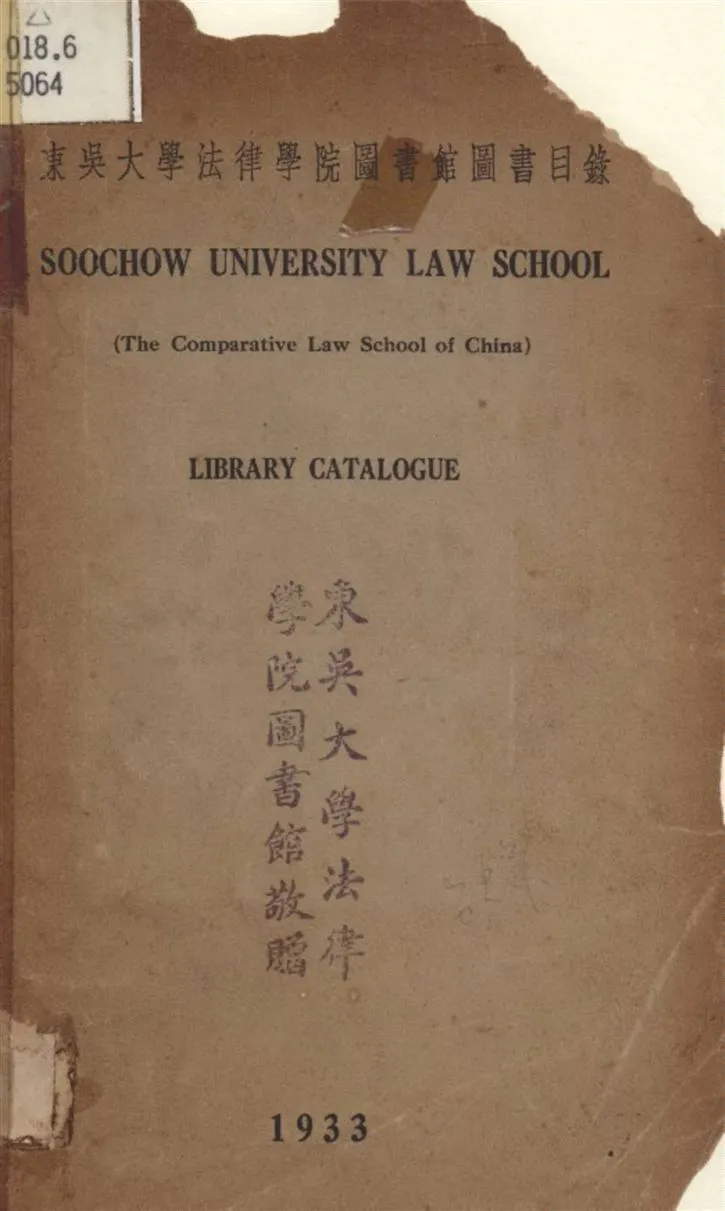 018.6
5064
東吳大學法律學院圖書館圖書目錄
SOOCHOW UNIVERSITY LAW SCHOOL
(The Comparative Law School of China)
LIBRARY CATALOGUE
東吳大學法律
學院圖書館敬贈
1933